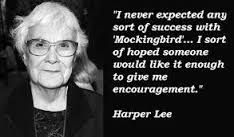 "I never expected any
sort of success with
'Mockingbird'... I sort
of hoped someone
would like it enough
to give me
encouragement."
Harper Lee